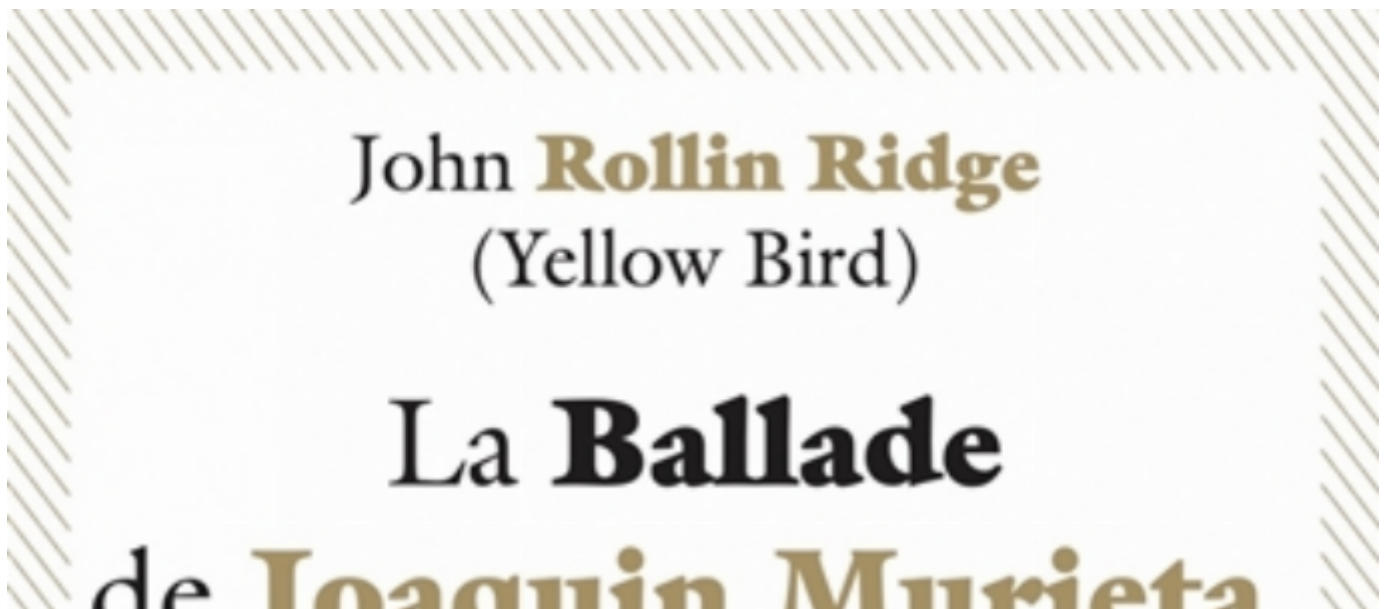 John Rollin Ridge
(Yellow Bird)
La Ballade
de Joaquin Murieta